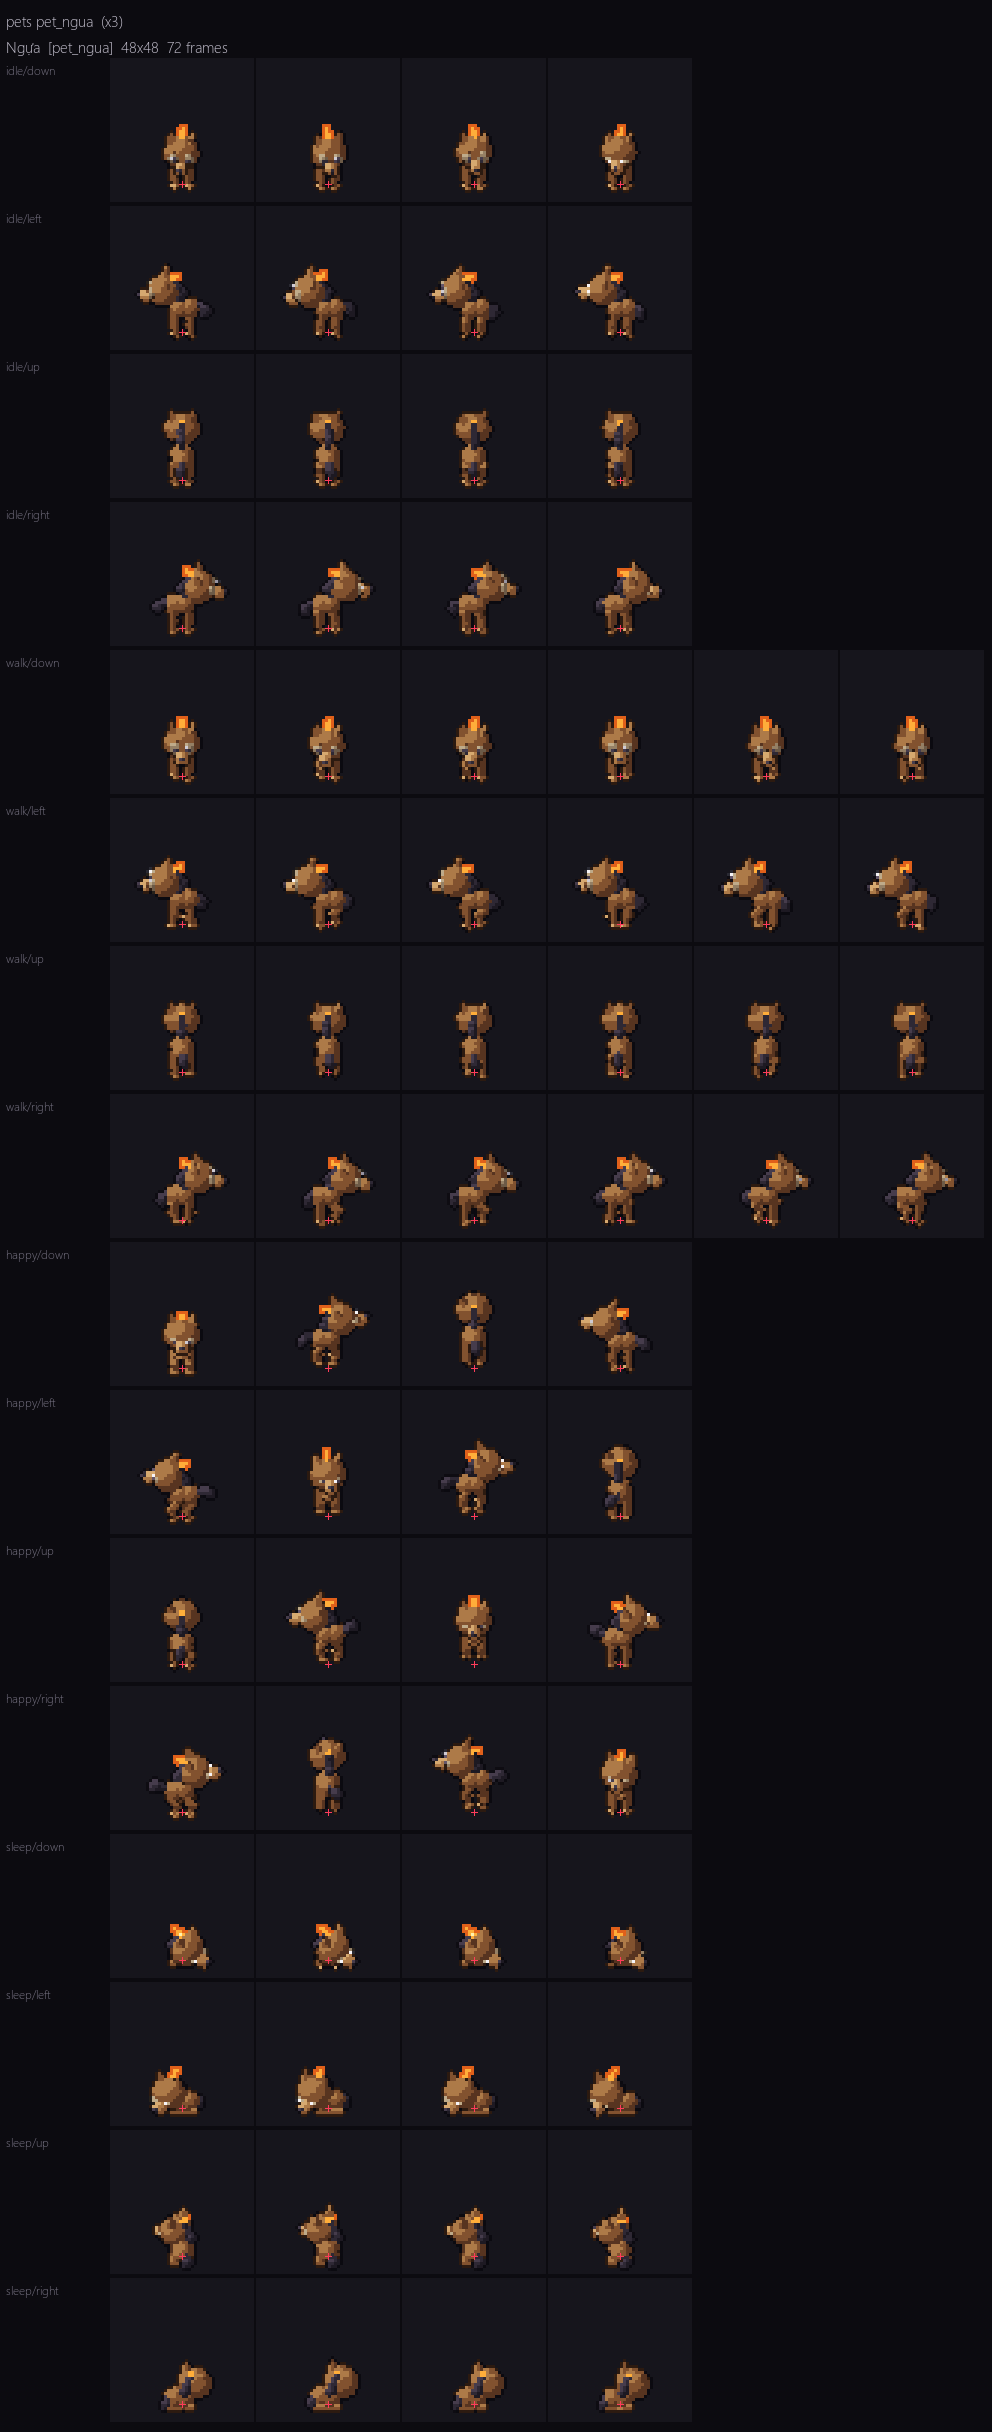 pets pet_ngua  (x3)
Ngựa  [pet_ngua]  48x48  72 frames
idle/down
idle/left
idle/up
idle/right
walk/down
walk/left
walk/up
walk/right
happy/down
happy/left
happy/up
happy/right
sleep/down
sleep/left
sleep/up
sleep/right